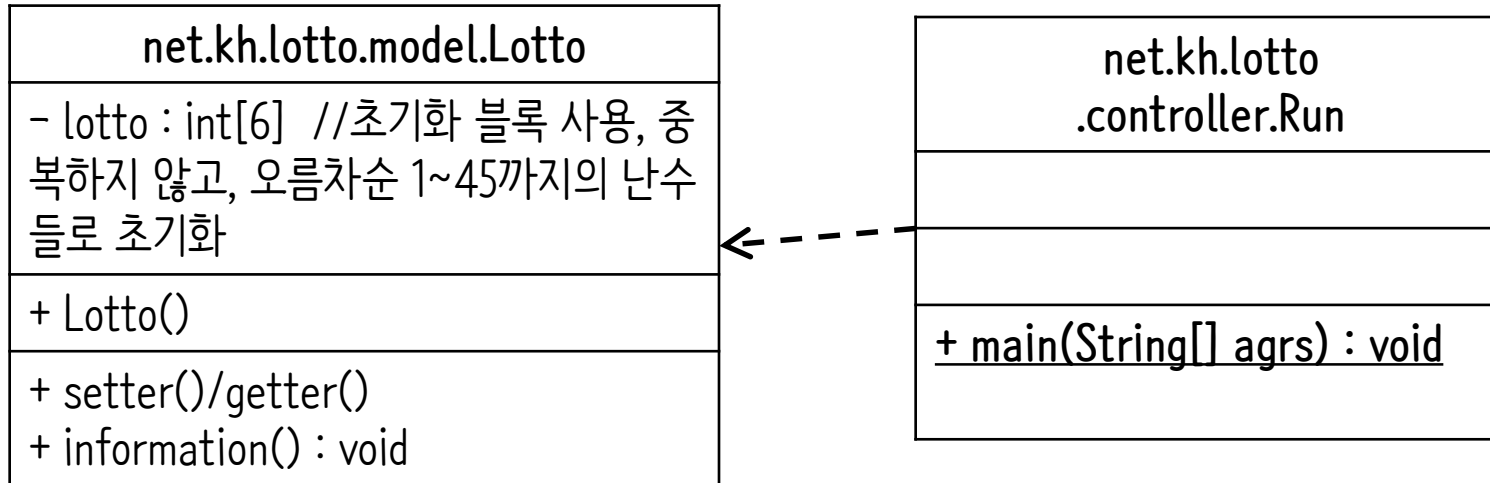 net.kh.lotto.model.Lotto
- lotto : int[6]  //초기화 블록 사용, 중
복하지 않고, 오름차순 1~45까지의 난수
들로 초기화
+ Lotto()
+ setter()/getter()
+ information() : void
net.kh.lotto
.controller.Run
+ main(String[] agrs) : void